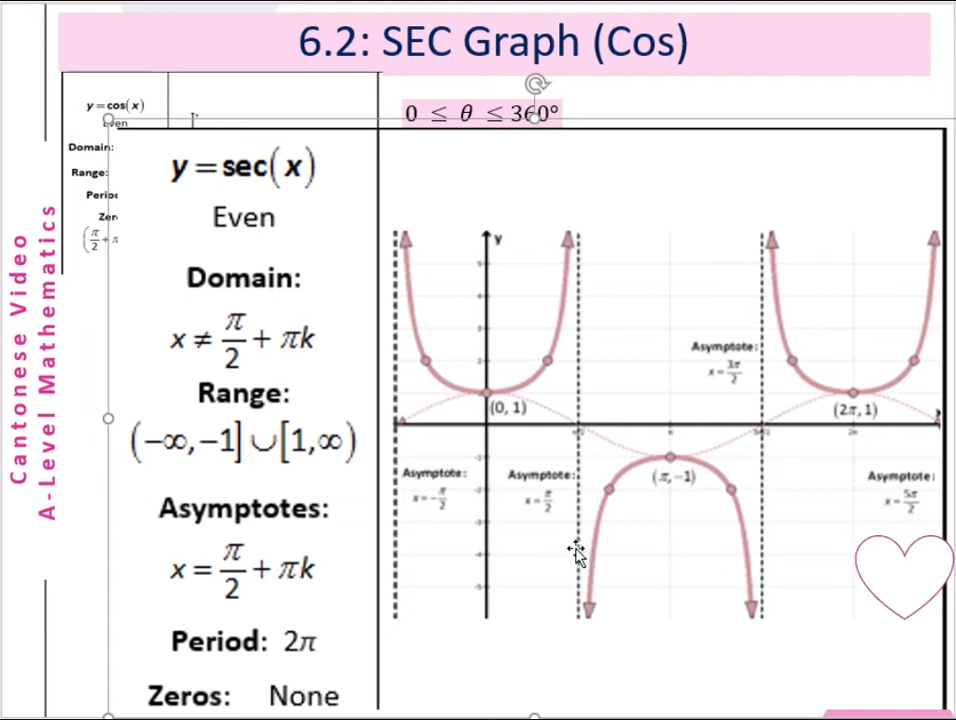 6.2: SEC Graph (Cos)
Cantonese Video
A-Level Mathematics
y = cos(x)
Even
Domain:
Range:
0 ≤ θ ≤ 360°
y = sec(x)
Even
Domain:
x ≠ π/2 + πk
Range:
(−∞, −1] ∪ [1, ∞)
Asymptotes:
x = π/2 + πk
Period: 2π
Zeros: None
y
(0, 1)
(π, −1)
(2π, 1)
Asymptote:
x = 3π/2
Asymptote:
x = −π/2
Asymptote:
x = π/2
Asymptote:
x = 5π/2